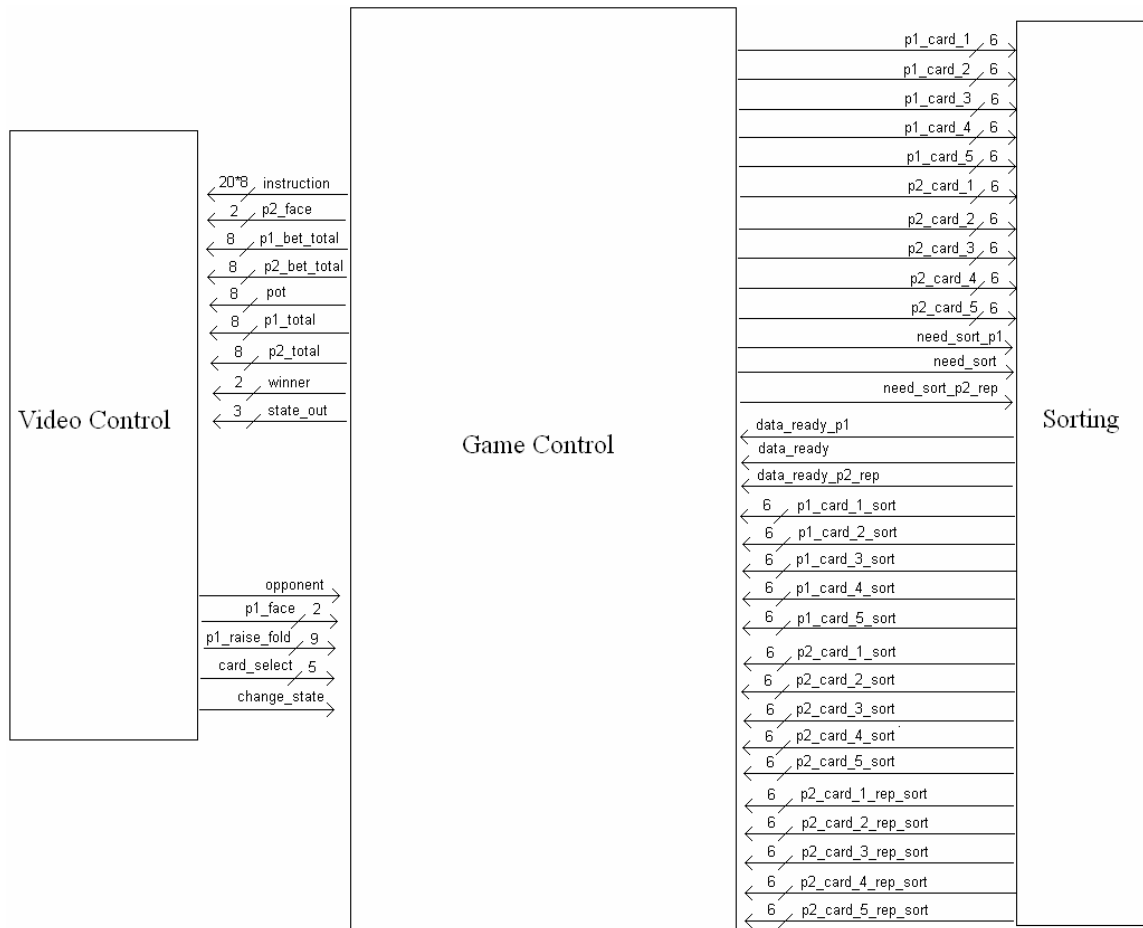 20*8 instruction
2 p2_face
8 p1_bet_total
8 p2_bet_total
8 pot
8 p1_total
8 p2_total
2 winner
3 state_out
Video Control
opponent
p1_face 2
p1_raise_fold 9
card_select 5
change_state
Game Control
p1_card_1 6
p1_card_2 6
p1_card_3 6
p1_card_4 6
p1_card_5 6
p2_card_1 6
p2_card_2 6
p2_card_3 6
p2_card_4 6
p2_card_5 6
need_sort_p1
need_sort
need_sort_p2_rep
data_ready_p1
data_ready
data_ready_p2_rep
6 p1_card_1_sort
6 p1_card_2_sort
6 p1_card_3_sort
6 p1_card_4_sort
6 p1_card_5_sort
6 p2_card_1_sort
6 p2_card_2_sort
6 p2_card_3_sort
6 p2_card_4_sort
6 p2_card_5_sort
6 p2_card_1_rep_sort
6 p2_card_2_rep_sort
6 p2_card_3_rep_sort
6 p2_card_4_rep_sort
6 p2_card_5_rep_sort
Sorting